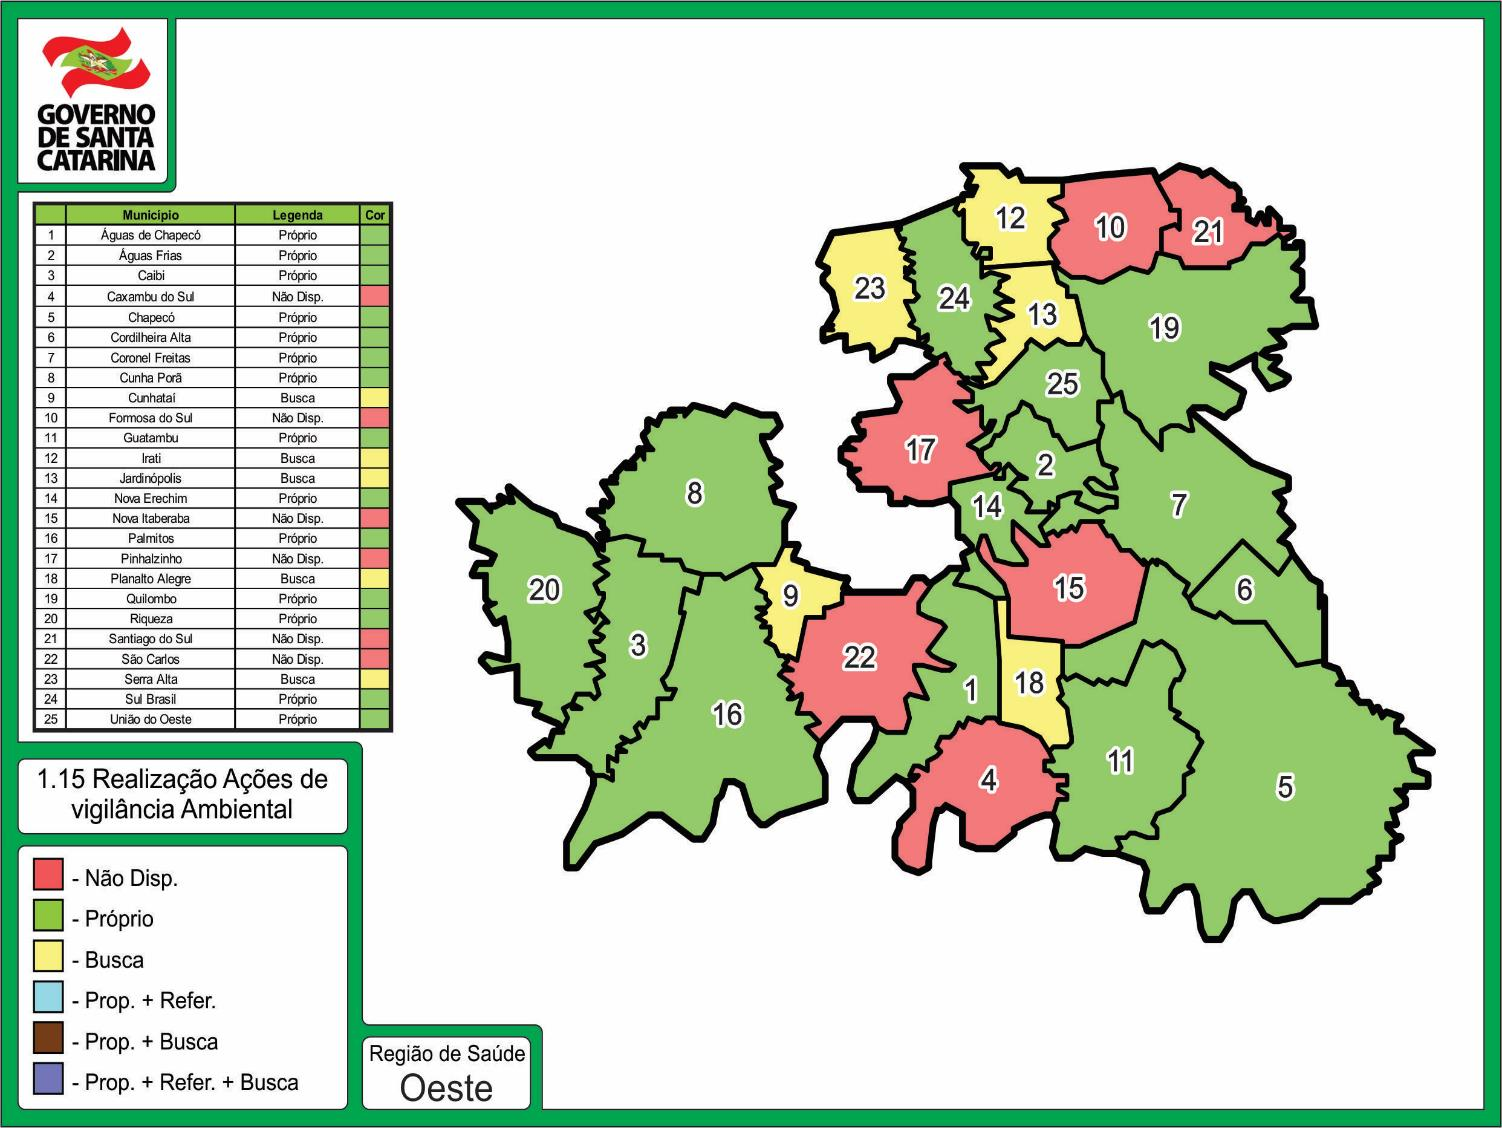 GOVERNO
DE SANTA
CATARINA
Município Legenda Cor
1 Águas de Chapecó Próprio
2 Águas Frias Próprio
3 Caibi Próprio
4 Caxambu do Sul Não Disp.
5 Chapecó Próprio
6 Cordilheira Alta Próprio
7 Coronel Freitas Próprio
8 Cunha Porã Próprio
9 Cunhataí Busca
10 Formosa do Sul Não Disp.
11 Guatambu Próprio
12 Irati Busca
13 Jardinópolis Busca
14 Nova Erechim Próprio
15 Nova Itaberaba Não Disp.
16 Palmitos Próprio
17 Pinhalzinho Não Disp.
18 Planalto Alegre Busca
19 Quilombo Próprio
20 Riqueza Próprio
21 Santiago do Sul Não Disp.
22 São Carlos Não Disp.
23 Serra Alta Busca
24 Sul Brasil Próprio
25 União do Oeste Próprio
1.15 Realização Ações de
vigilância Ambiental
- Não Disp.
- Próprio
- Busca
- Prop. + Refer.
- Prop. + Busca
- Prop. + Refer. + Busca
Região de Saúde
Oeste
12
10
21
23
24
13
19
25
17
2
8
14
7
20
9
15
6
3
22
18
1
16
11
4
5